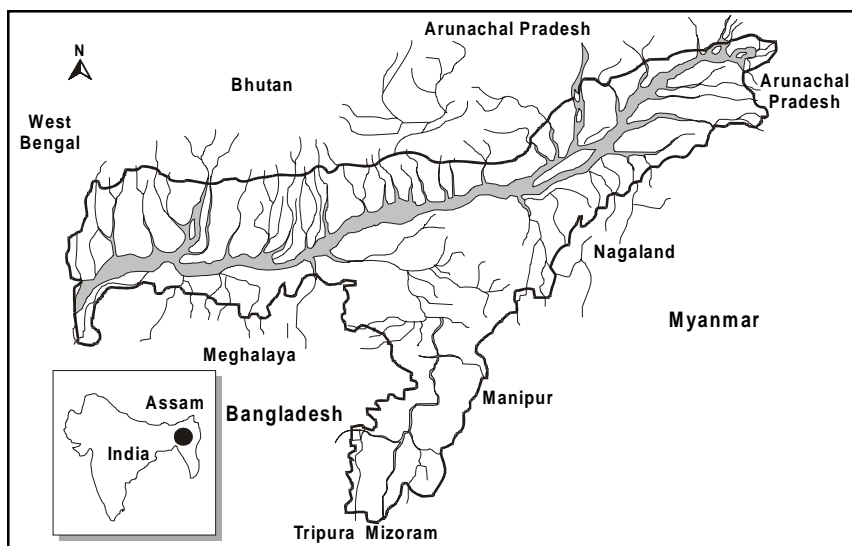 Arunachal Pradesh
N
Bhutan
Arunachal
Pradesh
West
Bengal
Nagaland
Myanmar
Meghalaya
Assam
Bangladesh
Manipur
India
Tripura Mizoram